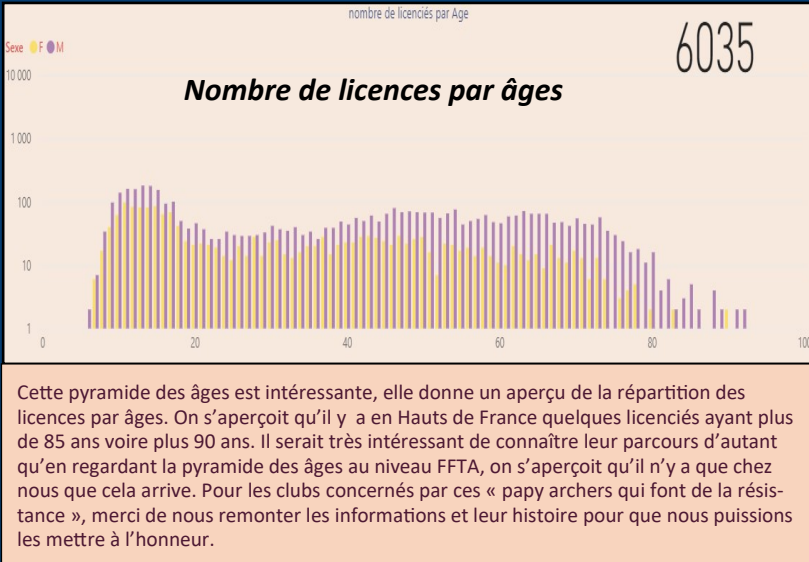 nombre de licenciés par Age
6035
Sexe F M
Nombre de licences par âges
10 000
1 000
100
10
1
0 20 40 60 80 100
Cette pyramide des âges est intéressante, elle donne un aperçu de la répartition des
licences par âges. On s’aperçoit qu’il y a en Hauts de France quelques licenciés ayant plus
de 85 ans voire plus 90 ans. Il serait très intéressant de connaître leur parcours d’autant
qu’en regardant la pyramide des âges au niveau FFTA, on s’aperçoit qu’il n’y a que chez
nous que cela arrive. Pour les clubs concernés par ces « papy archers qui font de la résis-
tance », merci de nous remonter les informations et leur histoire pour que nous puissions
les mettre à l’honneur.